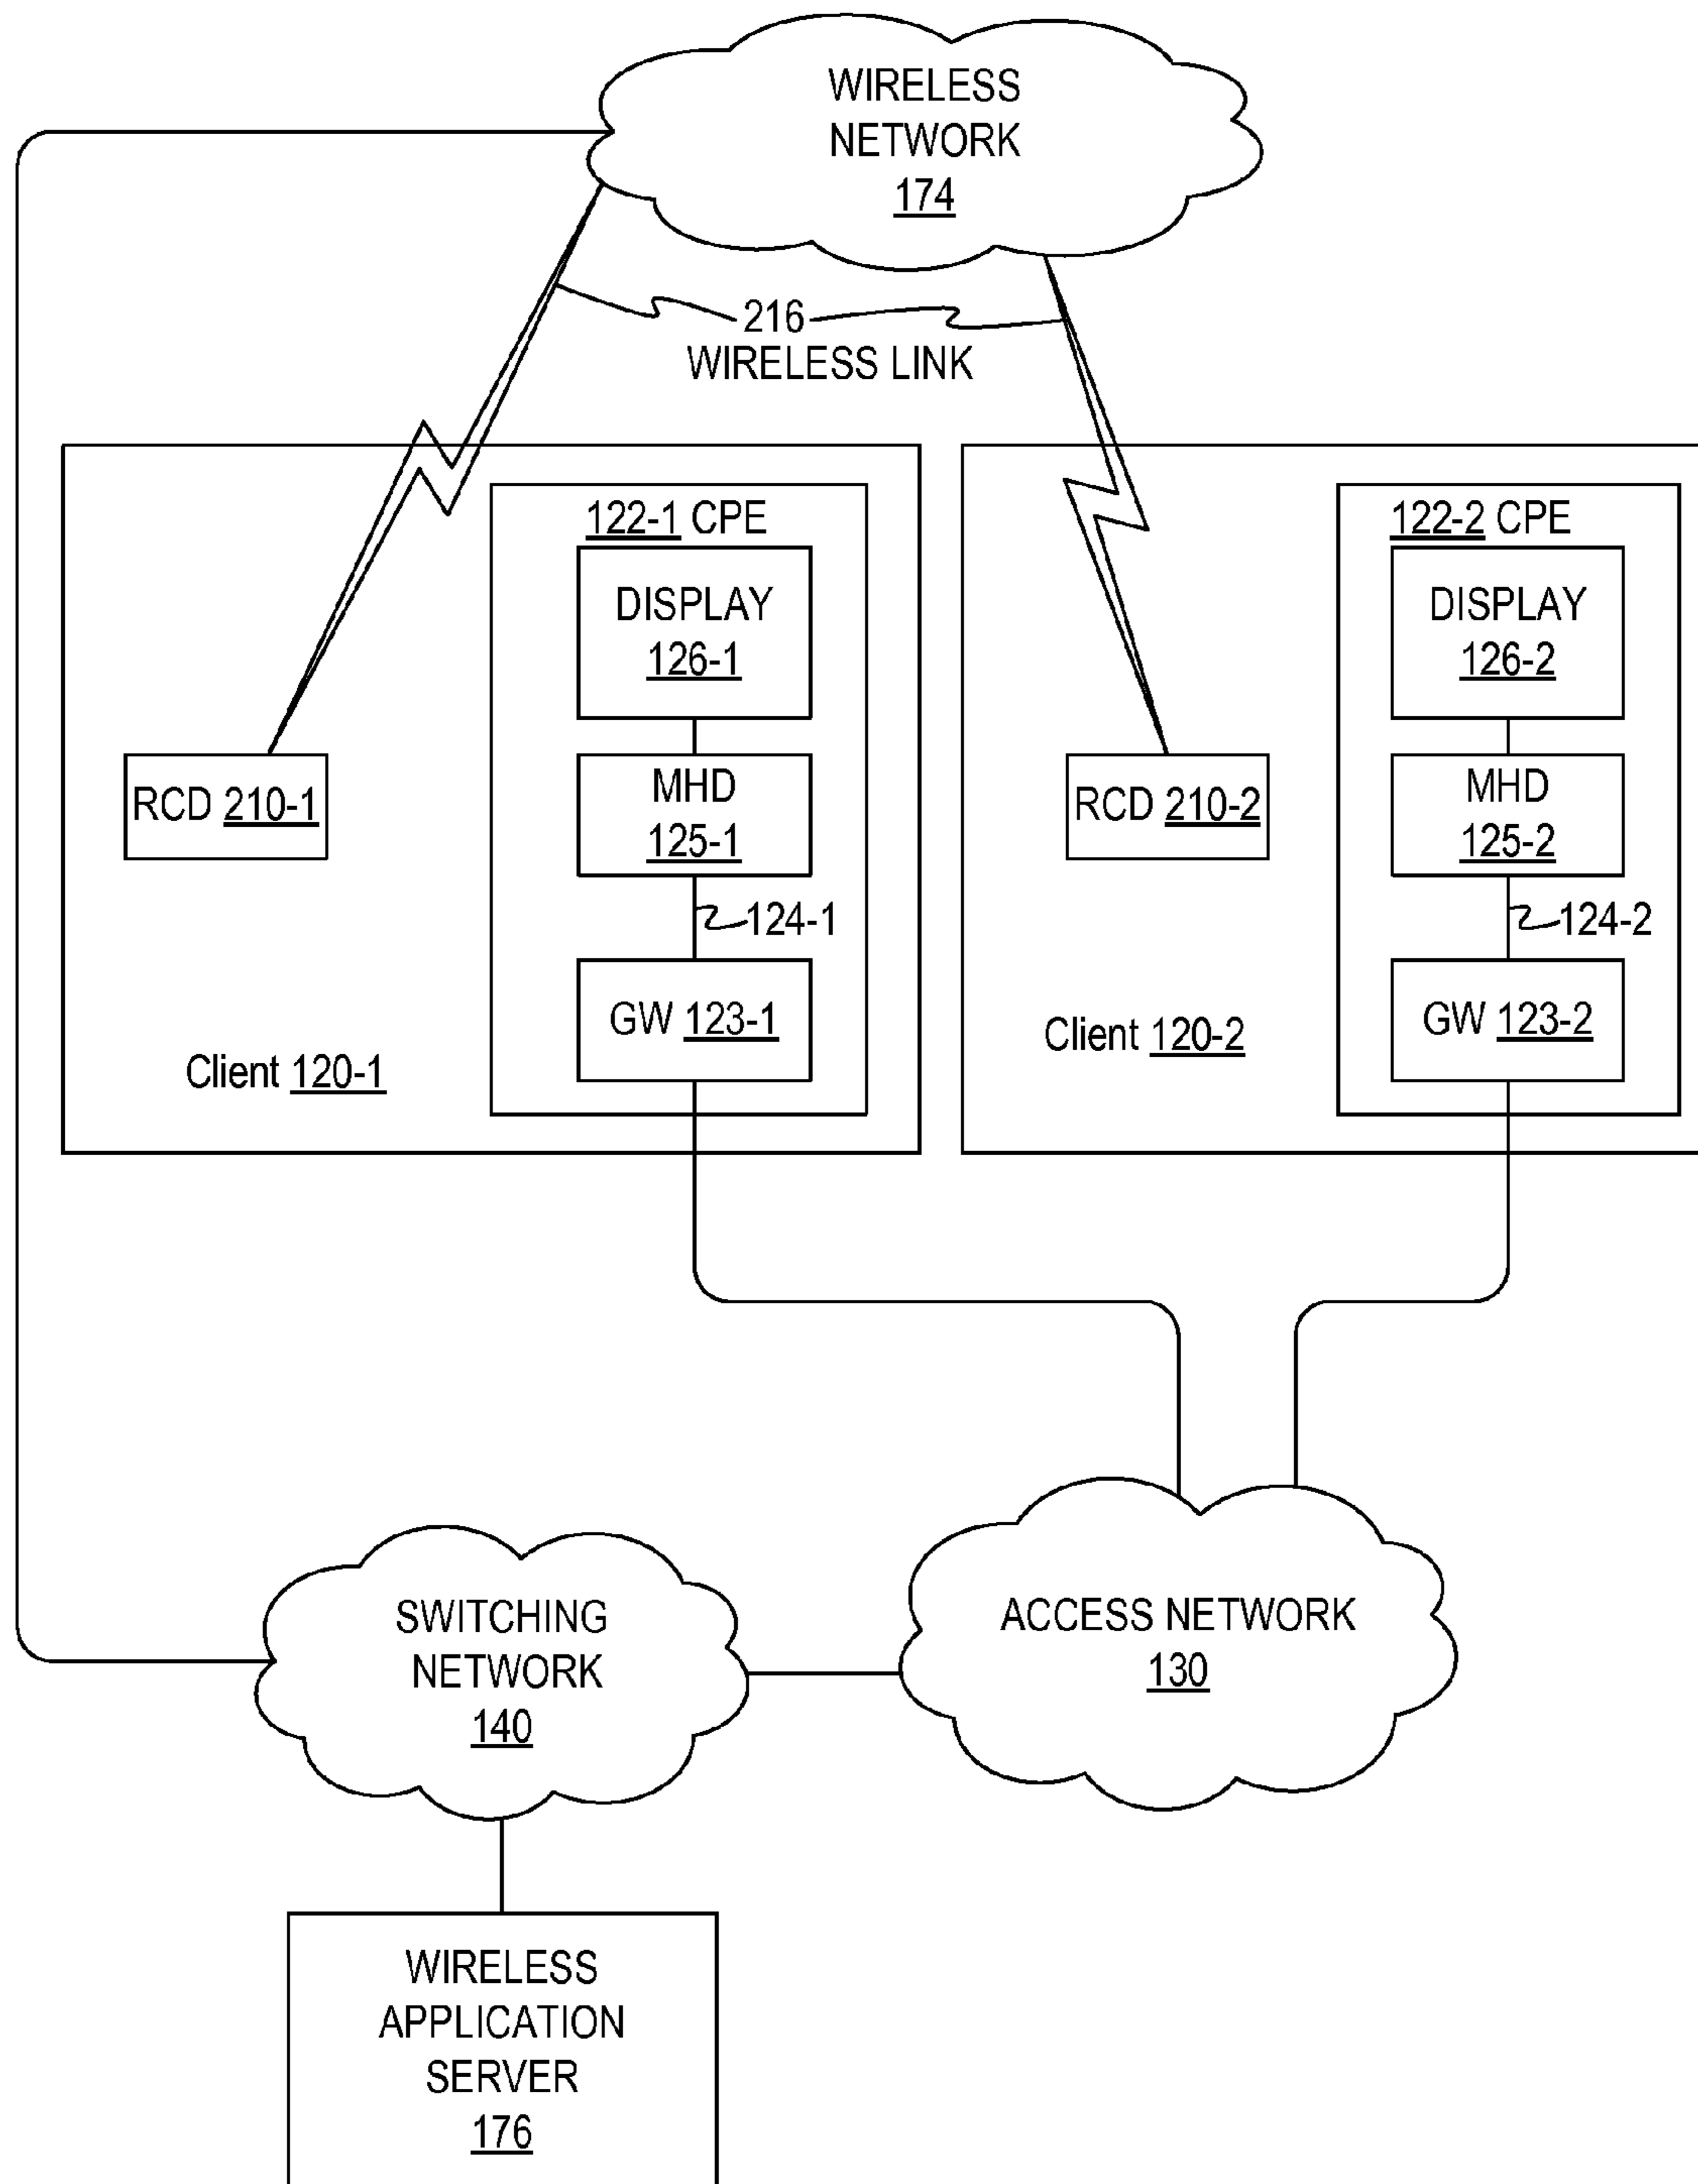 WIRELESS
NETWORK
174
216
WIRELESS LINK
122-1 CPE
DISPLAY
126-1
RCD 210-1
MHD
125-1
124-1
GW 123-1
Client 120-1
122-2 CPE
DISPLAY
126-2
RCD 210-2
MHD
125-2
124-2
GW 123-2
Client 120-2
SWITCHING
NETWORK
140
ACCESS NETWORK
130
WIRELESS
APPLICATION
SERVER
176